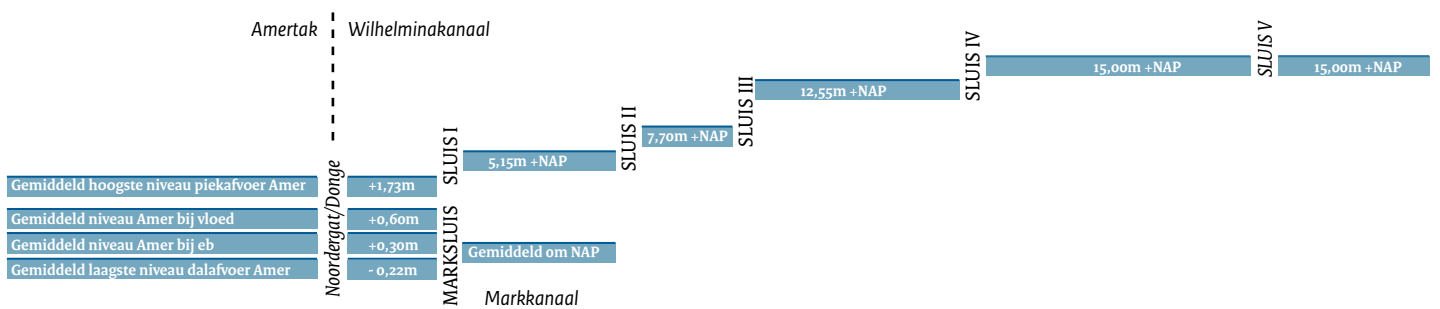 Amertak
Wilhelminakanaal
SLUIS I
SLUIS II
SLUIS III
SLUIS IV
SLUIS V
15,00m +NAP
15,00m +NAP
12,55m +NAP
7,70m +NAP
5,15m +NAP
Gemiddeld hoogste niveau piekafvoer Amer
+1,73m
Gemiddeld niveau Amer bij vloed
+0,60m
Gemiddeld niveau Amer bij eb
+0,30m
Gemiddeld laagste niveau dalafvoer Amer
- 0,22m
Noordergat/Donge
MARKSLUIS
Gemiddeld om NAP
Markkanaal